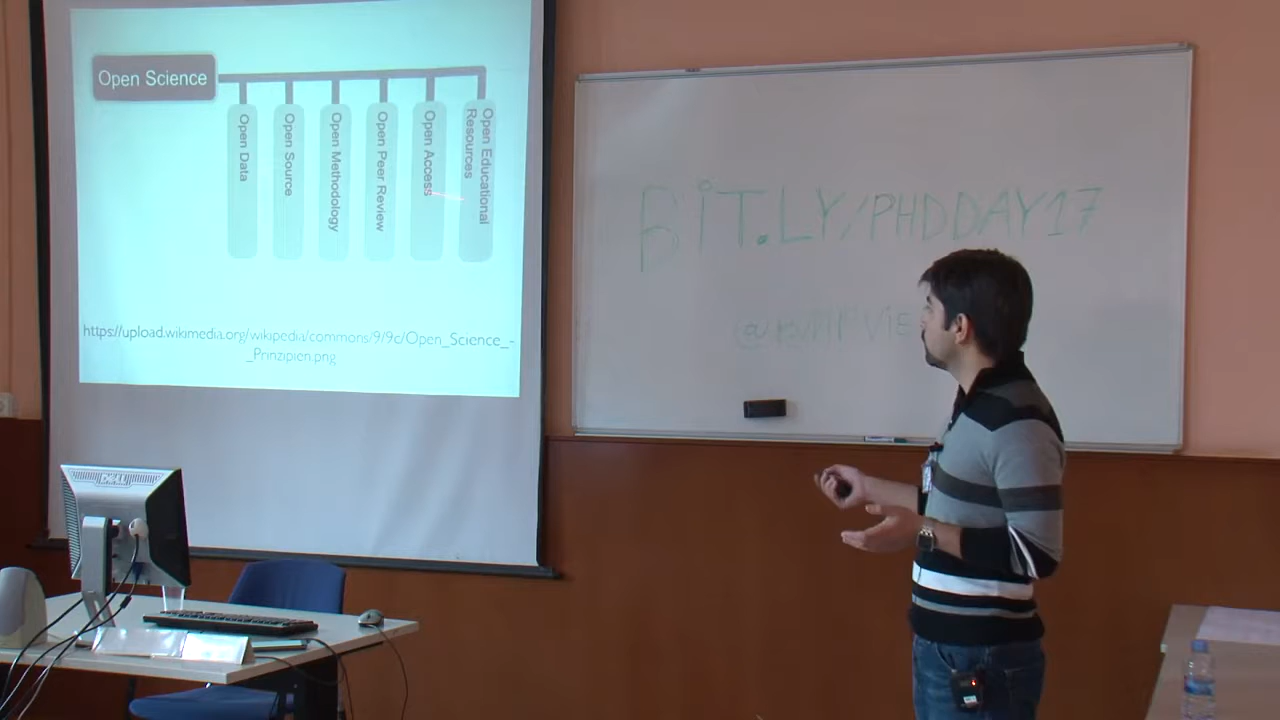 Open Science
Open Data
Open Source
Open Methodology
Open Peer Review
Open Access
Open Educational
Resources
https://upload.wikimedia.org/wikipedia/commons/9/9c/Open_Science_-
_Prinzipien.png
BIT.LY/PHDDAY17
DELL